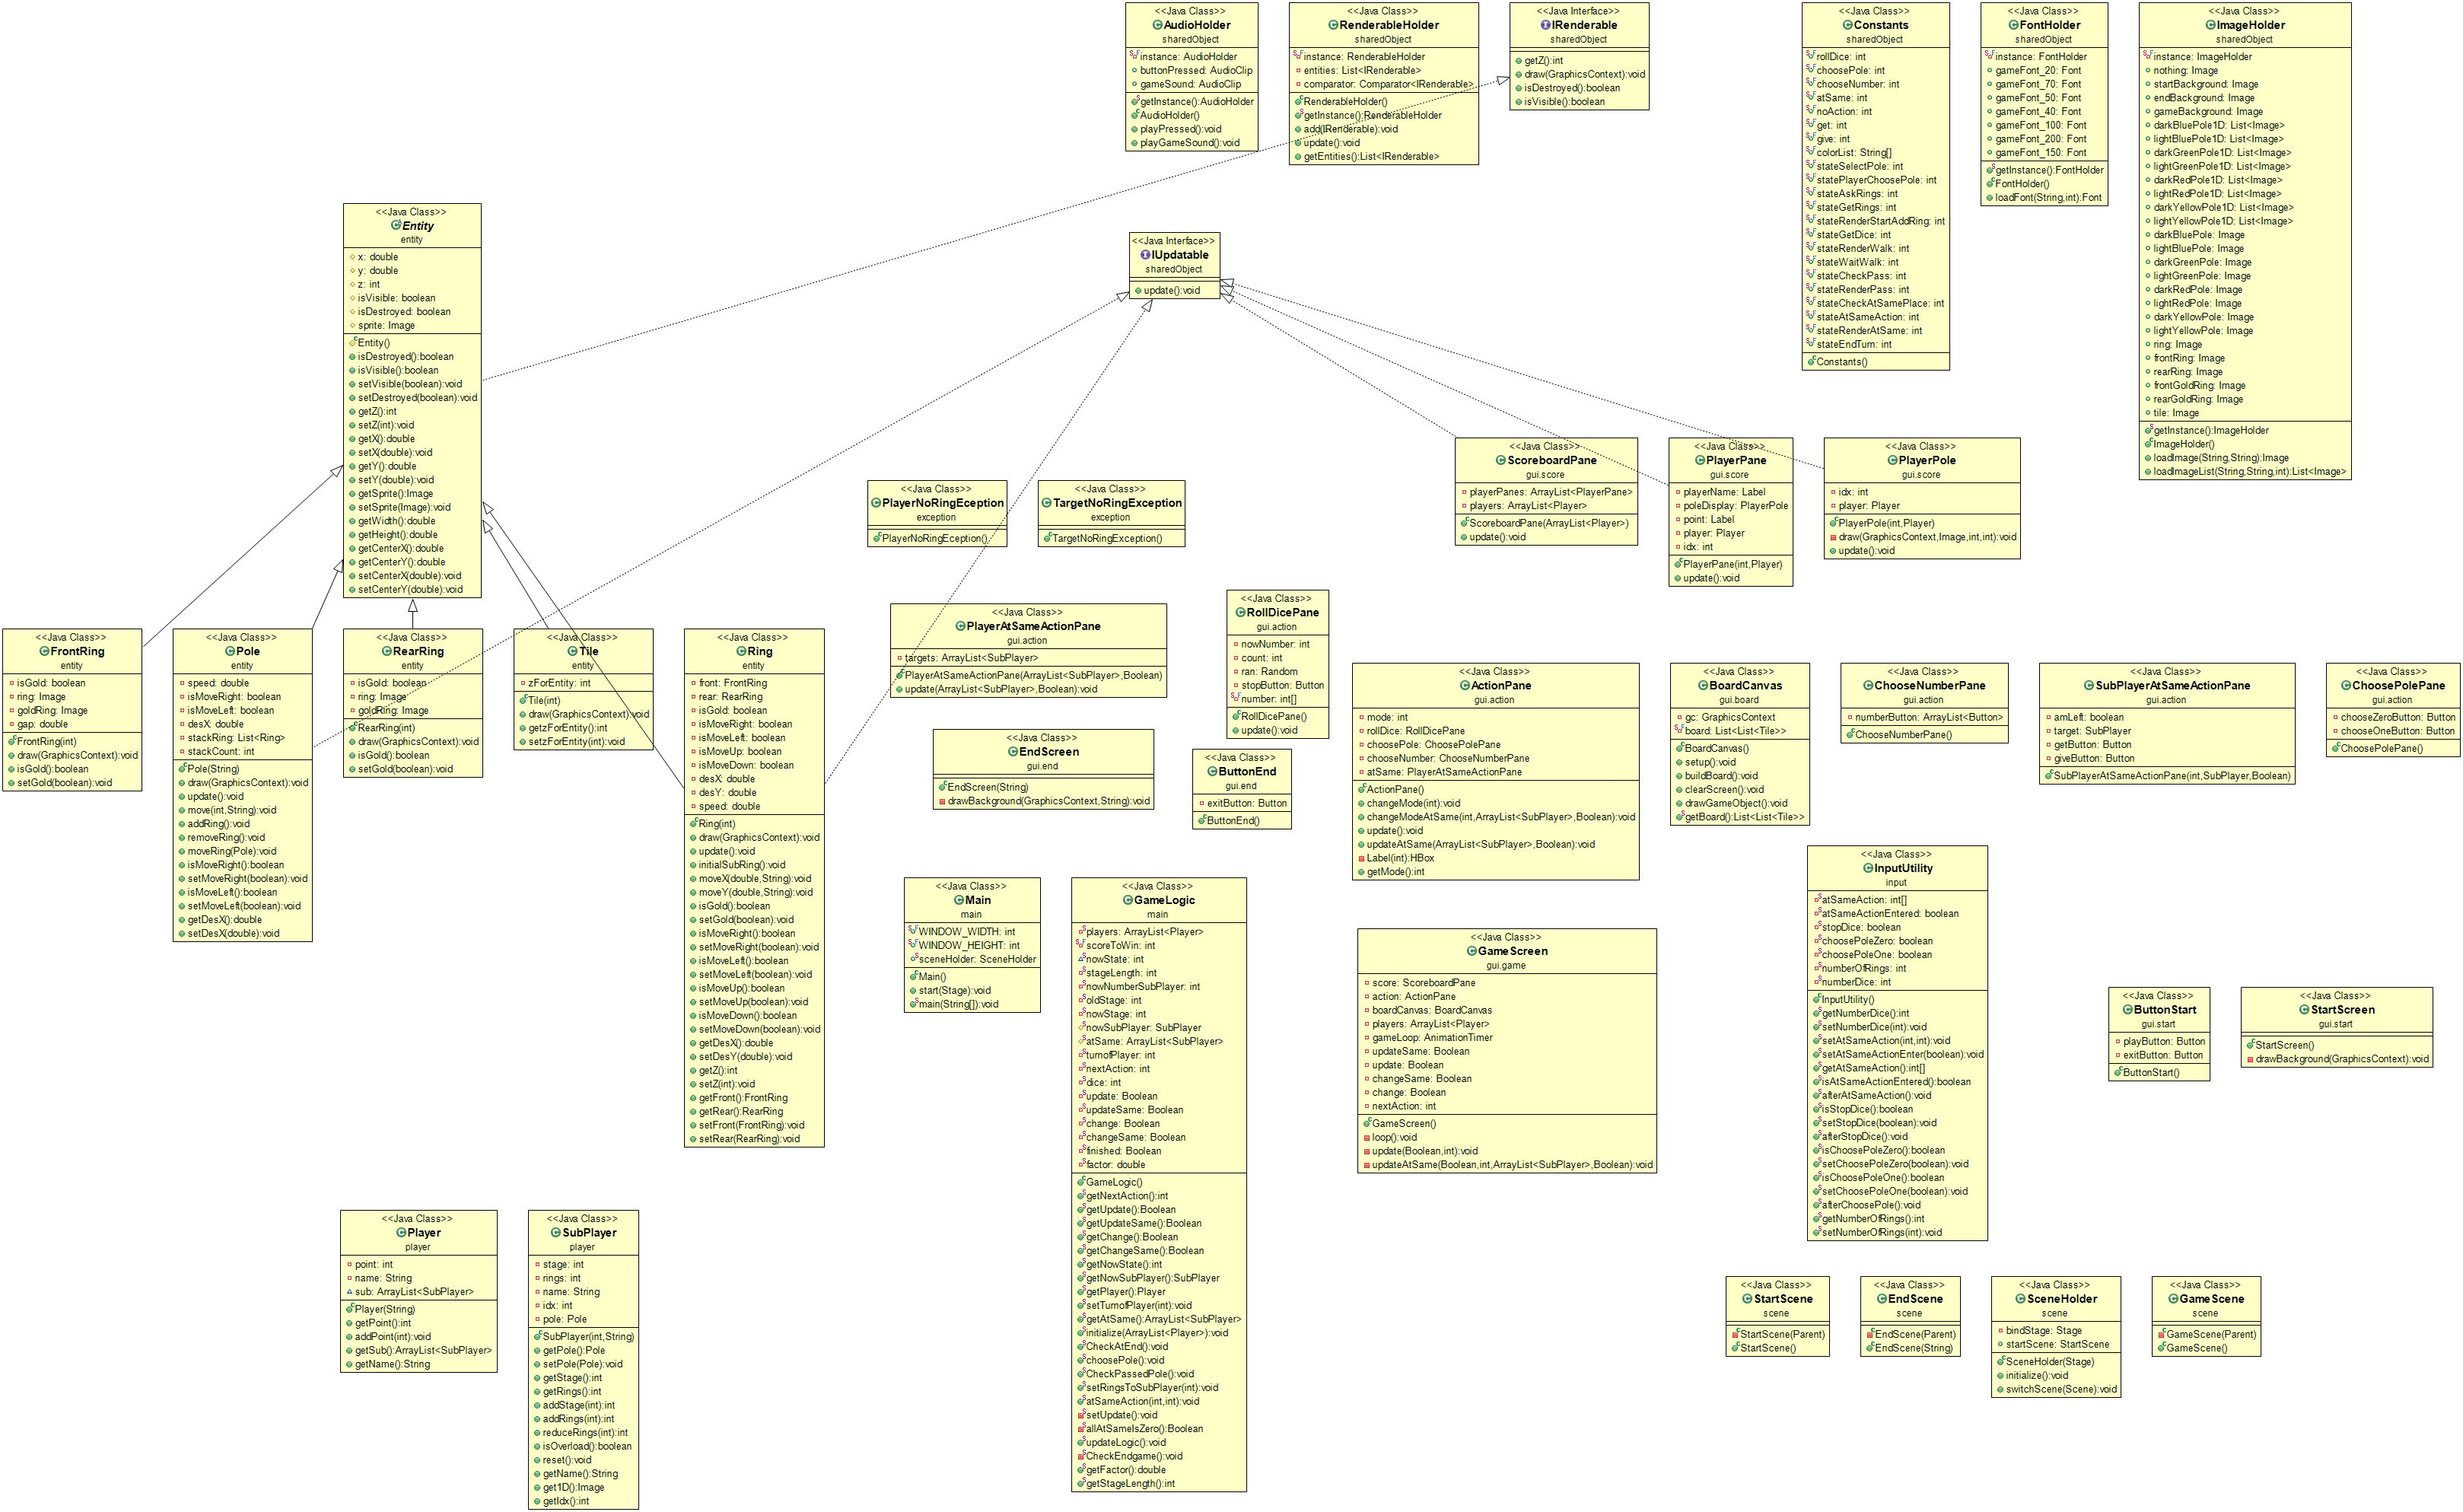 <<Java Class>>
AudioHolder
sharedObject
instance: AudioHolder
buttonPressed: AudioClip
gameSound: AudioClip
getInstance():AudioHolder
AudioHolder()
playPressed():void
playGameSound():void
<<Java Class>>
RenderableHolder
sharedObject
instance: RenderableHolder
entities: List<IRenderable>
comparator: Comparator<IRenderable>
RenderableHolder()
getInstance():RenderableHolder
add(IRenderable):void
update():void
getEntities():List<IRenderable>
<<Java Interface>>
IRenderable
sharedObject
getZ():int
draw(GraphicsContext):void
isDestroyed():boolean
isVisible():boolean
<<Java Class>>
Constants
sharedObject
rollDice: int
choosePole: int
chooseNumber: int
atSame: int
noAction: int
get: int
give: int
colorList: String[]
stateSelectPole: int
statePlayerChoosePole: int
stateAskRings: int
stateGetRings: int
stateRenderStartAddRing: int
stateGetDice: int
stateRenderWalk: int
stateWaitWalk: int
stateCheckPass: int
stateRenderPass: int
stateCheckAtSamePlace: int
stateAtSameAction: int
stateRenderAtSame: int
stateEndTurn: int
Constants()
<<Java Class>>
FontHolder
sharedObject
instance: FontHolder
gameFont_20: Font
gameFont_70: Font
gameFont_50: Font
gameFont_40: Font
gameFont_100: Font
gameFont_200: Font
gameFont_150: Font
getInstance():FontHolder
FontHolder()
loadFont(String,int):Font
<<Java Class>>
ImageHolder
sharedObject
instance: ImageHolder
nothing: Image
startBackground: Image
endBackground: Image
gameBackground: Image
darkBluePole1D: List<Image>
lightBluePole1D: List<Image>
darkGreenPole1D: List<Image>
lightGreenPole1D: List<Image>
darkRedPole1D: List<Image>
lightRedPole1D: List<Image>
darkYellowPole1D: List<Image>
lightYellowPole1D: List<Image>
darkBluePole: Image
lightBluePole: Image
darkGreenPole: Image
lightGreenPole: Image
darkRedPole: Image
lightRedPole: Image
darkYellowPole: Image
lightYellowPole: Image
ring: Image
frontRing: Image
rearRing: Image
frontGoldRing: Image
rearGoldRing: Image
tile: Image
getInstance():ImageHolder
ImageHolder()
loadImage(String,String):Image
loadImageList(String,String,int):List<Image>
<<Java Class>>
Entity
entity
x: double
y: double
z: int
isVisible: boolean
isDestroyed: boolean
sprite: Image
Entity()
isDestroyed():boolean
isVisible():boolean
setVisible(boolean):void
setDestroyed(boolean):void
getZ():int
setZ(int):void
getX():double
setX(double):void
getY():double
setY(double):void
getSprite():Image
setSprite(Image):void
getWidth():double
getHeight():double
getCenterX():double
getCenterY():double
setCenterX(double):void
setCenterY(double):void
<<Java Interface>>
IUpdatable
sharedObject
update():void
<<Java Class>>
ScoreboardPane
gui.score
playerPanes: ArrayList<PlayerPane>
players: ArrayList<Player>
ScoreboardPane(ArrayList<Player>)
update():void
<<Java Class>>
PlayerPane
gui.score
playerName: Label
poleDisplay: PlayerPole
point: Label
player: Player
idx: int
PlayerPane(int,Player)
update():void
<<Java Class>>
PlayerPole
gui.score
idx: int
player: Player
PlayerPole(int,Player)
draw(GraphicsContext,Image,int,int):void
update():void
<<Java Class>>
PlayerNoRingEception
exception
PlayerNoRingEception()
<<Java Class>>
TargetNoRingException
exception
TargetNoRingException()
<<Java Class>>
FrontRing
entity
isGold: boolean
ring: Image
goldRing: Image
gap: double
FrontRing(int)
draw(GraphicsContext):void
isGold():boolean
setGold(boolean):void
<<Java Class>>
Pole
entity
speed: double
isMoveRight: boolean
isMoveLeft: boolean
desX: double
stackRing: List<Ring>
stackCount: int
Pole(String)
draw(GraphicsContext):void
update():void
move(int,String):void
addRing():void
removeRing():void
moveRing(Pole):void
isMoveRight():boolean
setMoveRight(boolean):void
isMoveLeft():boolean
setMoveLeft(boolean):void
getDesX():double
setDesX(double):void
<<Java Class>>
RearRing
entity
isGold: boolean
ring: Image
goldRing: Image
RearRing(int)
draw(GraphicsContext):void
isGold():boolean
setGold(boolean):void
<<Java Class>>
Tile
entity
zForEntity: int
Tile(int)
draw(GraphicsContext):void
getzForEntity():int
setzForEntity(int):void
<<Java Class>>
Ring
entity
front: FrontRing
rear: RearRing
isGold: boolean
isMoveRight: boolean
isMoveLeft: boolean
isMoveUp: boolean
isMoveDown: boolean
desX: double
desY: double
speed: double
Ring(int)
draw(GraphicsContext):void
update():void
initialSubRing():void
moveX(double,String):void
moveY(double,String):void
isGold():boolean
setGold(boolean):void
isMoveRight():boolean
setMoveRight(boolean):void
isMoveLeft():boolean
setMoveLeft(boolean):void
isMoveUp():boolean
setMoveUp(boolean):void
isMoveDown():boolean
setMoveDown(boolean):void
getDesX():double
setDesY(double):void
getZ():int
setZ(int):void
getFront():FrontRing
getRear():RearRing
setFront(FrontRing):void
setRear(RearRing):void
<<Java Class>>
PlayerAtSameActionPane
gui.action
targets: ArrayList<SubPlayer>
PlayerAtSameActionPane(ArrayList<SubPlayer>,Boolean)
update(ArrayList<SubPlayer>,Boolean):void
<<Java Class>>
RollDicePane
gui.action
nowNumber: int
count: int
ran: Random
stopButton: Button
number: int[]
RollDicePane()
update():void
<<Java Class>>
EndScreen
gui.end
EndScreen(String)
drawBackground(GraphicsContext,String):void
<<Java Class>>
ButtonEnd
gui.end
exitButton: Button
ButtonEnd()
<<Java Class>>
ActionPane
gui.action
mode: int
rollDice: RollDicePane
choosePole: ChoosePolePane
chooseNumber: ChooseNumberPane
atSame: PlayerAtSameActionPane
ActionPane()
changeMode(int):void
changeModeAtSame(int,ArrayList<SubPlayer>,Boolean):void
update():void
updateAtSame(ArrayList<SubPlayer>,Boolean):void
Label(int):HBox
getMode():int
<<Java Class>>
BoardCanvas
gui.board
gc: GraphicsContext
board: List<List<Tile>>
BoardCanvas()
setup():void
buildBoard():void
clearScreen():void
drawGameObject():void
getBoard():List<List<Tile>>
<<Java Class>>
ChooseNumberPane
gui.action
numberButton: ArrayList<Button>
ChooseNumberPane()
<<Java Class>>
SubPlayerAtSameActionPane
gui.action
amLeft: boolean
target: SubPlayer
getButton: Button
giveButton: Button
SubPlayerAtSameActionPane(int,SubPlayer,Boolean)
<<Java Class>>
ChoosePolePane
gui.action
chooseZeroButton: Button
chooseOneButton: Button
ChoosePolePane()
<<Java Class>>
Main
main
WINDOW_WIDTH: int
WINDOW_HEIGHT: int
sceneHolder: SceneHolder
Main()
start(Stage):void
main(String[]):void
<<Java Class>>
GameLogic
main
players: ArrayList<Player>
scoreToWin: int
nowState: int
stageLength: int
nowNumberSubPlayer: int
oldStage: int
nowStage: int
nowSubPlayer: SubPlayer
atSame: ArrayList<SubPlayer>
turnofPlayer: int
nextAction: int
dice: int
update: Boolean
updateSame: Boolean
change: Boolean
changeSame: Boolean
finished: Boolean
factor: double
GameLogic()
getNextAction():int
getUpdate():Boolean
getUpdateSame():Boolean
getChange():Boolean
getChangeSame():Boolean
getNowState():int
getNowSubPlayer():SubPlayer
getPlayer():Player
setTurnofPlayer(int):void
getAtSame():ArrayList<SubPlayer>
initialize(ArrayList<Player>):void
CheckAtEnd():void
choosePole():void
CheckPassedPole():void
setRingsToSubPlayer(int):void
atSameAction(int,int):void
setUpdate():void
allAtSameIsZero():Boolean
updateLogic():void
CheckEndgame():void
getFactor():double
getStageLength():int
<<Java Class>>
GameScreen
gui.game
score: ScoreboardPane
action: ActionPane
boardCanvas: BoardCanvas
players: ArrayList<Player>
gameLoop: AnimationTimer
updateSame: Boolean
update: Boolean
changeSame: Boolean
change: Boolean
nextAction: int
GameScreen()
loop():void
update(Boolean,int):void
updateAtSame(Boolean,int,ArrayList<SubPlayer>,Boolean):void
<<Java Class>>
InputUtility
input
atSameAction: int[]
atSameActionEntered: boolean
stopDice: boolean
choosePoleZero: boolean
choosePoleOne: boolean
numberOfRings: int
numberDice: int
InputUtility()
getNumberDice():int
setNumberDice(int):void
setAtSameAction(int,int):void
setAtSameActionEnter(boolean):void
getAtSameAction():int[]
isAtSameActionEntered():boolean
afterAtSameAction():void
isStopDice():boolean
setStopDice(boolean):void
afterStopDice():void
isChoosePoleZero():boolean
setChoosePoleZero(boolean):void
isChoosePoleOne():boolean
setChoosePoleOne(boolean):void
afterChoosePole():void
getNumberOfRings():int
setNumberOfRings(int):void
<<Java Class>>
ButtonStart
gui.start
playButton: Button
exitButton: Button
ButtonStart()
<<Java Class>>
StartScreen
gui.start
StartScreen()
drawBackground(GraphicsContext):void
<<Java Class>>
Player
player
point: int
name: String
sub: ArrayList<SubPlayer>
Player(String)
getPoint():int
addPoint(int):void
getSub():ArrayList<SubPlayer>
getName():String
<<Java Class>>
SubPlayer
player
stage: int
rings: int
name: String
idx: int
pole: Pole
SubPlayer(int,String)
getPole():Pole
setPole(Pole):void
getStage():int
getRings():int
addStage(int):int
addRings(int):int
reduceRings(int):int
isOverload():boolean
reset():void
getName():String
get1D():Image
getIdx():int
<<Java Class>>
StartScene
scene
StartScene(Parent)
StartScene()
<<Java Class>>
EndScene
scene
EndScene(Parent)
EndScene(String)
<<Java Class>>
SceneHolder
scene
bindStage: Stage
startScene: StartScene
SceneHolder(Stage)
initialize():void
switchScene(Scene):void
<<Java Class>>
GameScene
scene
GameScene(Parent)
GameScene()